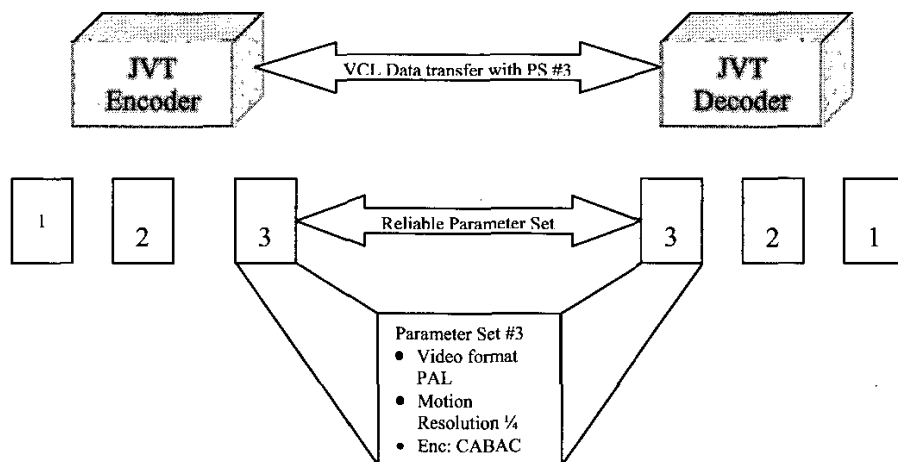 JVT
Encoder
VCL Data transfer with PS #3
JVT
Decoder
1
2
3
Reliable Parameter Set
3
2
1
Parameter Set #3
● Video format
PAL
● Motion
Resolution ¼
● Enc: CABAC